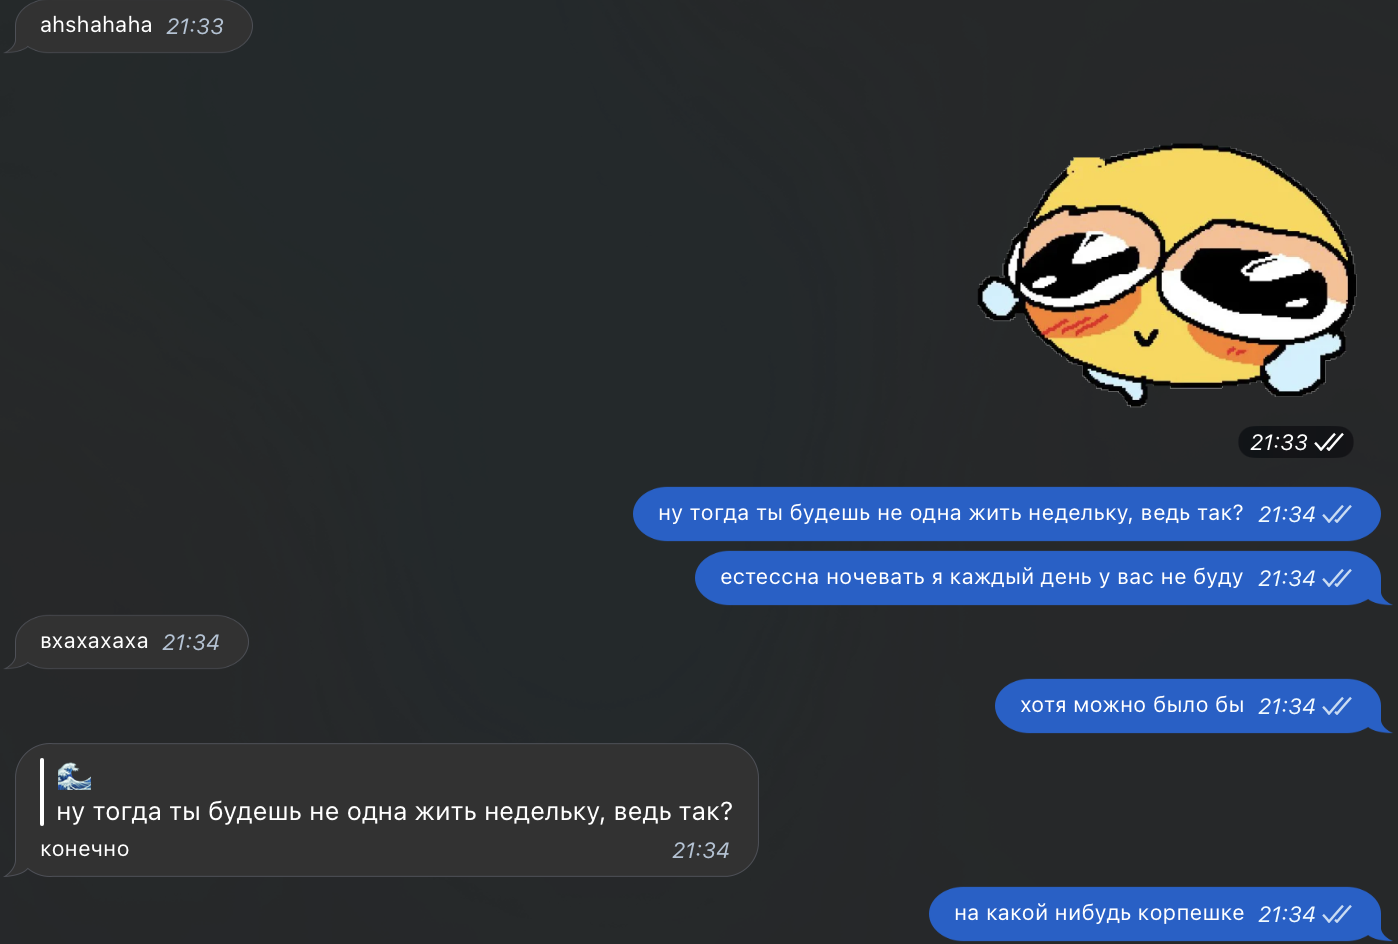 ahshahaha 21:33
21:33
ну тогда ты будешь не одна жить недельку, ведь так? 21:34
естессна ночевать я каждый день у вас не буду 21:34
вхахахаха 21:34
хотя можно было бы 21:34
🌊
ну тогда ты будешь не одна жить недельку, ведь так?
конечно 21:34
на какой нибудь корпешке 21:34